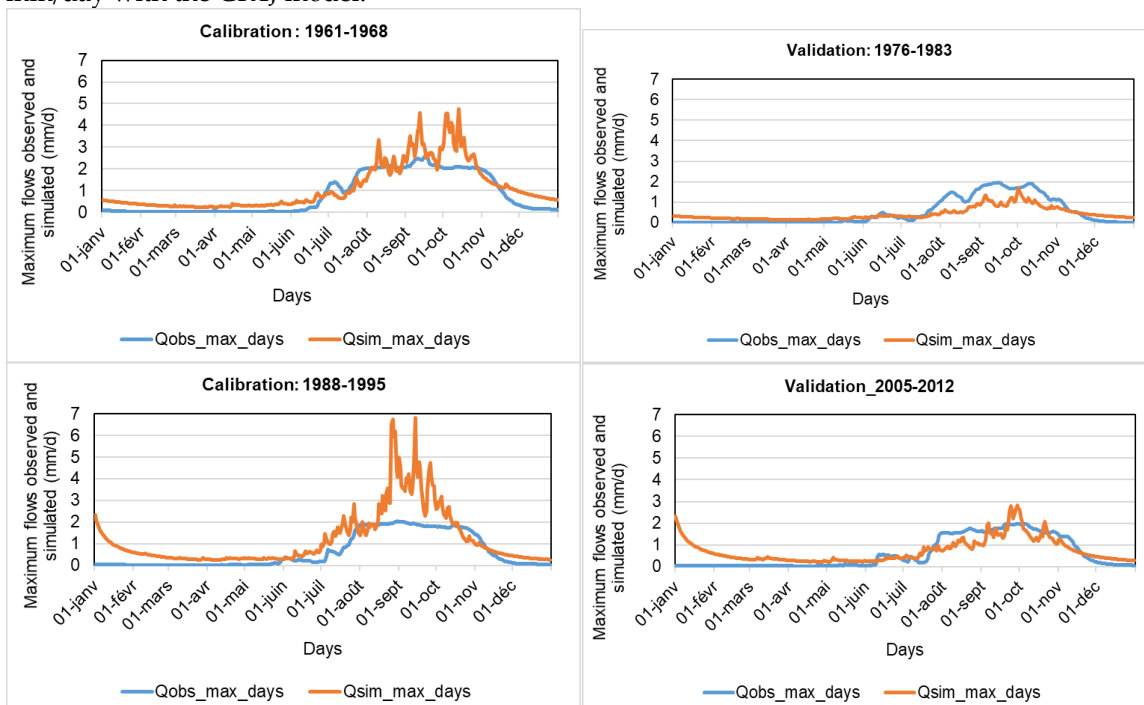 Calibration : 1961-1968
Maximum flows observed and
simulated (mm/d)
7
6
5
4
3
2
1
0
01-janv
01-févr
01-mars
01-avr
01-mai
01-juin
01-juil
01-août
01-sept
01-oct
01-nov
01-déc
Days
Qobs_max_days
Qsim_max_days
Validation: 1976-1983
Maximum flows observed and
simulated (mm/d)
7
6
5
4
3
2
1
0
01-janv
01-févr
01-mars
01-avr
01-mai
01-juin
01-juil
01-août
01-sept
01-oct
01-nov
01-déc
Days
Qobs_max_days
Qsim_max_days
Calibration: 1988-1995
Maximum flows observed and
simulated (mm/d)
7
6
5
4
3
2
1
0
01-janv
01-févr
01-mars
01-avr
01-mai
01-juin
01-juil
01-août
01-sept
01-oct
01-nov
01-déc
Days
Qobs_max_days
Qsim_max_days
Validation_2005-2012
Maximum flows observed and
simulated (mm/d)
7
6
5
4
3
2
1
0
01-janv
01-févr
01-mars
01-avr
01-mai
01-juin
01-juil
01-août
01-sept
01-oct
01-nov
01-déc
Days
Qobs_max_days
Qsim_max_days